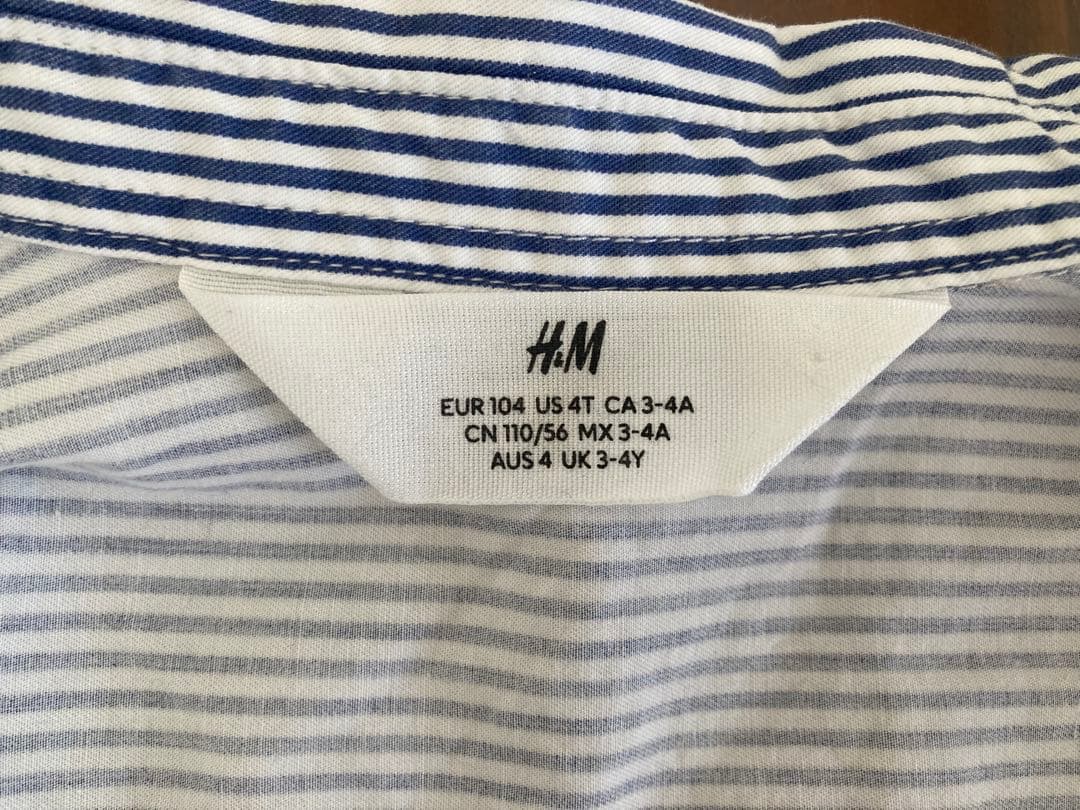 H&M
EUR 104 US 4T CA 3-4A
CN 110/56 MX 3-4A
AUS 4 UK 3-4Y